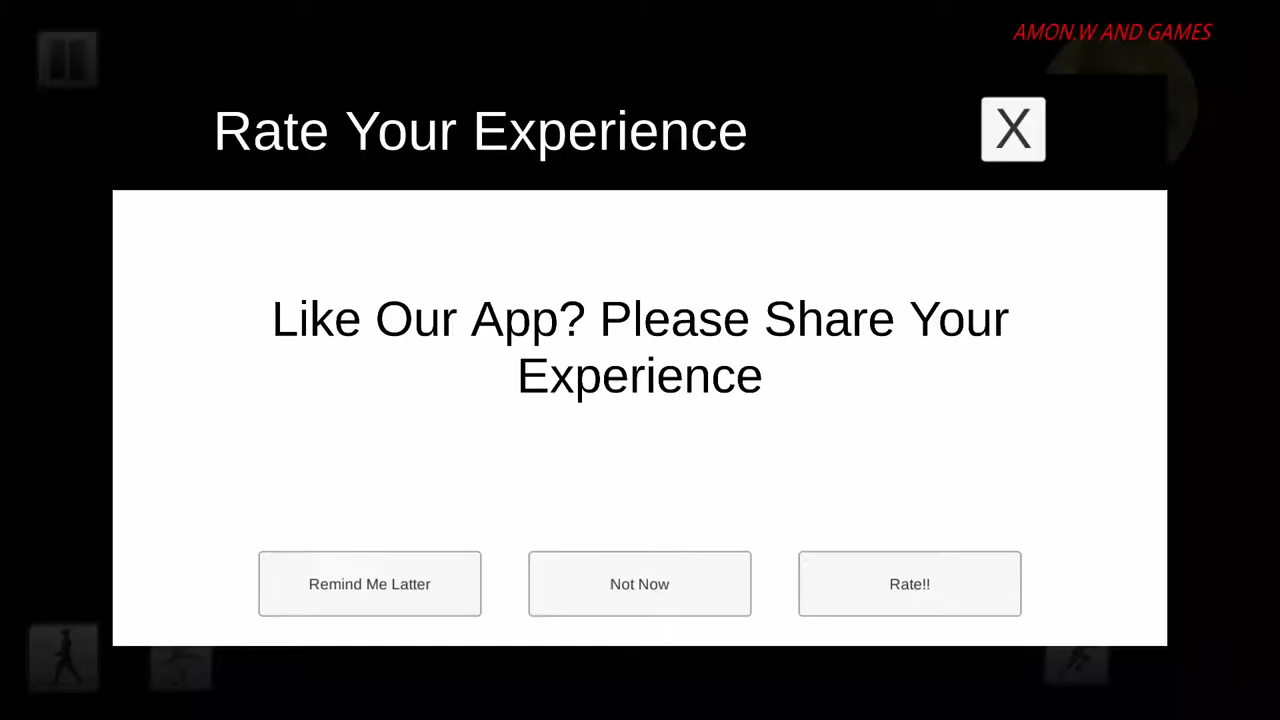 AMON.W AND GAMES
Rate Your Experience
X
Like Our App? Please Share Your
Experience
Remind Me Latter
Not Now
Rate!!